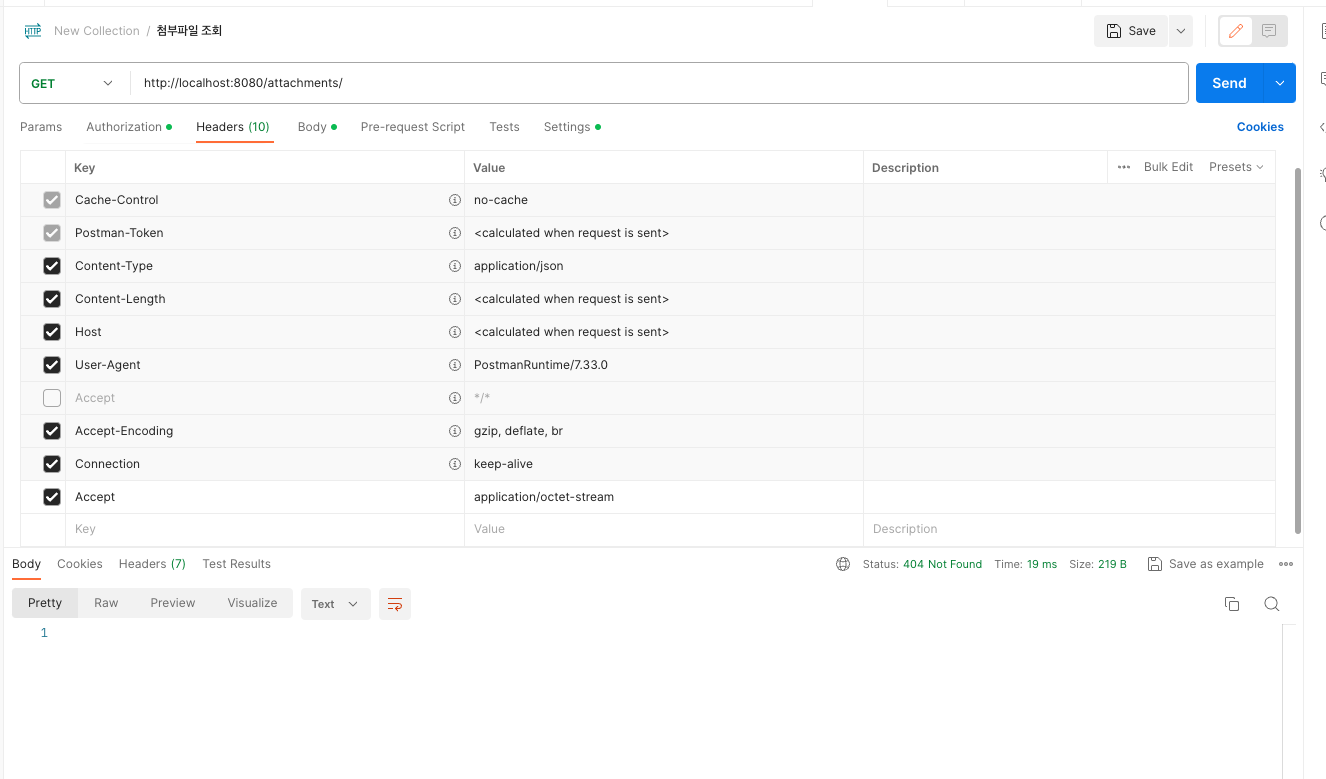 HTTP New Collection / 첨부파일 조회 Save
GET http://localhost:8080/attachments/ Send
Params Authorization Headers (10) Body Pre-request Script Tests Settings Cookies
Key Value Description Bulk Edit Presets
Cache-Control no-cache
Postman-Token <calculated when request is sent>
Content-Type application/json
Content-Length <calculated when request is sent>
Host <calculated when request is sent>
User-Agent PostmanRuntime/7.33.0
Accept */*
Accept-Encoding gzip, deflate, br
Connection keep-alive
Accept application/octet-stream
Key Value Description
Body Cookies Headers (7) Test Results Status: 404 Not Found Time: 19 ms Size: 219 B Save as example
Pretty Raw Preview Visualize Text
1